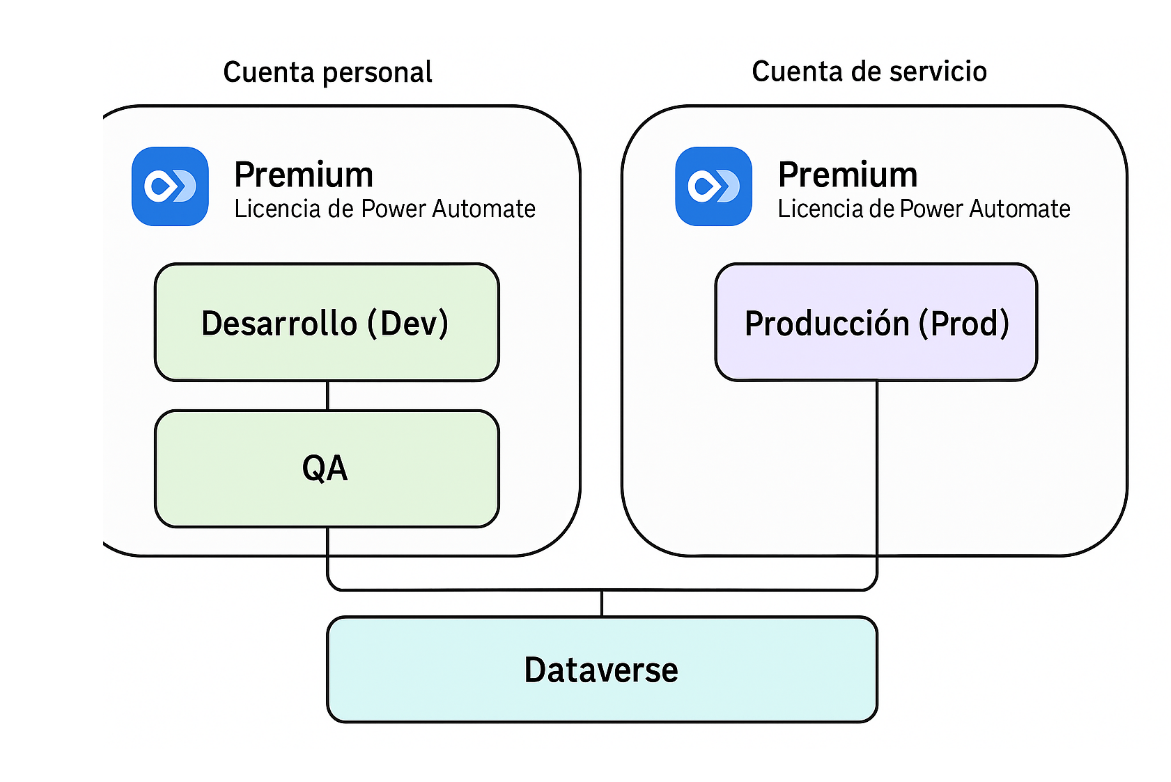 Cuenta personal
Cuenta de servicio
Premium
Licencia de Power Automate
Premium
Licencia de Power Automate
Desarrollo (Dev)
Producción (Prod)
QA
Dataverse